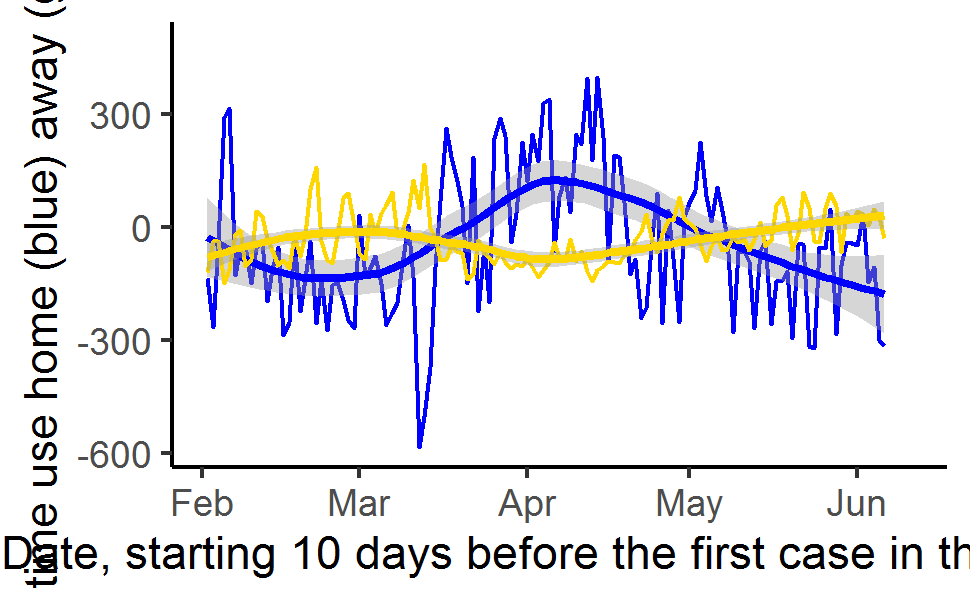 time use home (blue) away (
300
0
-300
-600
Feb Mar Apr May Jun
Date, starting 10 days before the first case in th